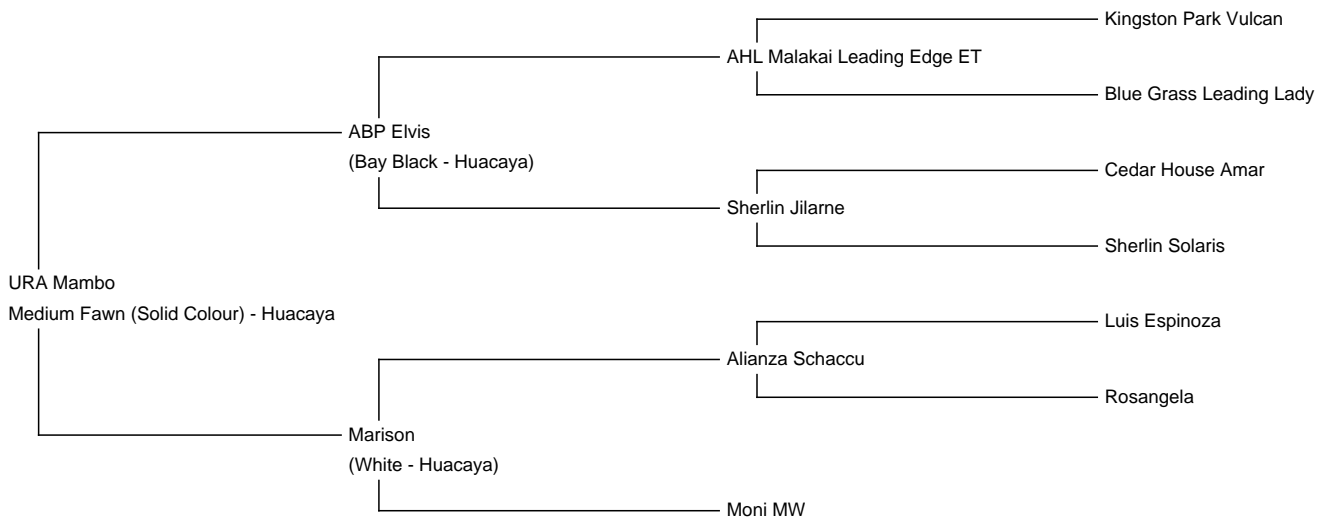 Kingston Park Vulcan
AHL Malakai Leading Edge ET
Blue Grass Leading Lady
ABP Elvis
(Bay Black - Huacaya)
Cedar House Amar
Sherlin Jilarne
Sherlin Solaris
URA Mambo
Medium Fawn (Solid Colour) - Huacaya
Luis Espinoza
Alianza Schaccu
Rosangela
Marison
(White - Huacaya)
Moni MW